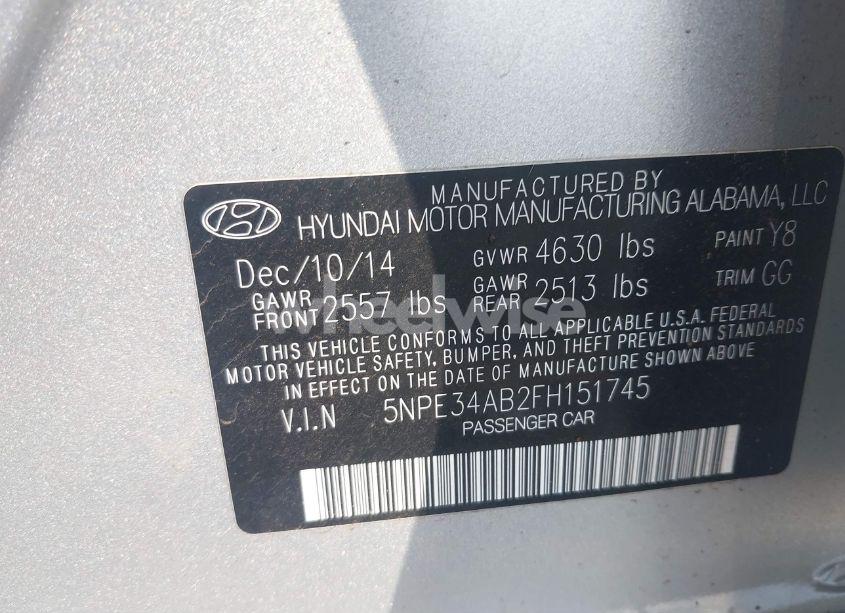 MANUFACTURED BY
HYUNDAI MOTOR MANUFACTURING ALABAMA, LLC
Dec/10/14 GVWR 4630 lbs PAINT Y8
GAWR FRONT 2557 lbs GAWR REAR 2513 lbs TRIM GG
THIS VEHICLE CONFORMS TO ALL APPLICABLE U.S.A. FEDERAL
MOTOR VEHICLE SAFETY, BUMPER, AND THEFT PREVENTION STANDARDS
IN EFFECT ON THE DATE OF MANUFACTURE SHOWN ABOVE
V.I.N 5NPE34AB2FH151745
PASSENGER CAR
wheelwise